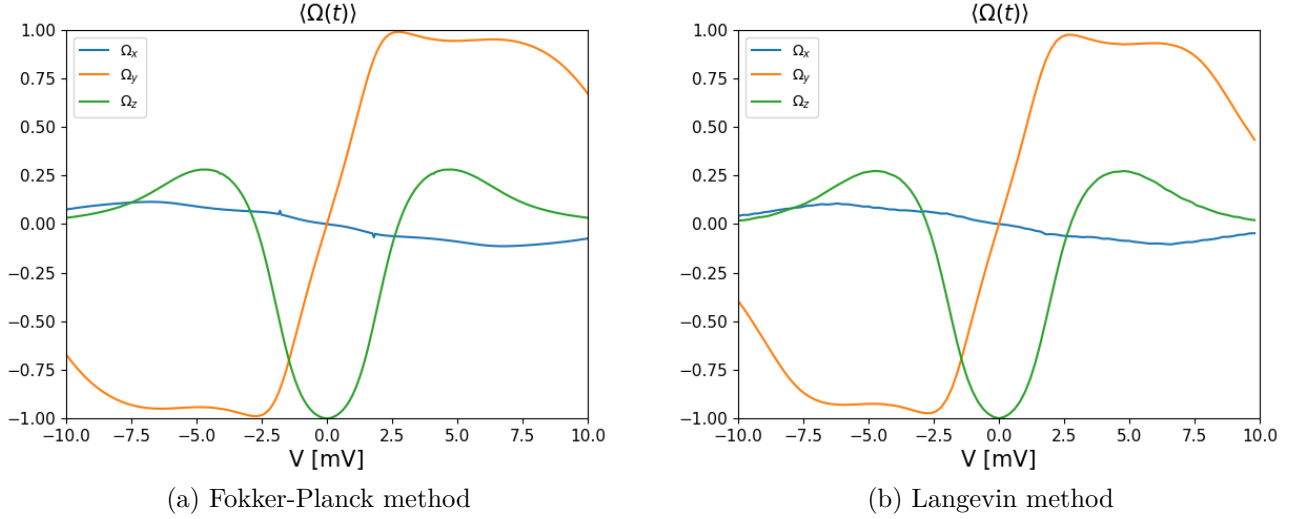 ⟨Ω(t)⟩
1.00
0.75
0.50
0.25
0.00
−0.25
−0.50
−0.75
−1.00
Ωx
Ωy
Ωz
−10.0 −7.5 −5.0 −2.5 0.0 2.5 5.0 7.5 10.0
V [mV]
(a) Fokker-Planck method
⟨Ω(t)⟩
1.00
0.75
0.50
0.25
0.00
−0.25
−0.50
−0.75
−1.00
Ωx
Ωy
Ωz
−10.0 −7.5 −5.0 −2.5 0.0 2.5 5.0 7.5 10.0
V [mV]
(b) Langevin method